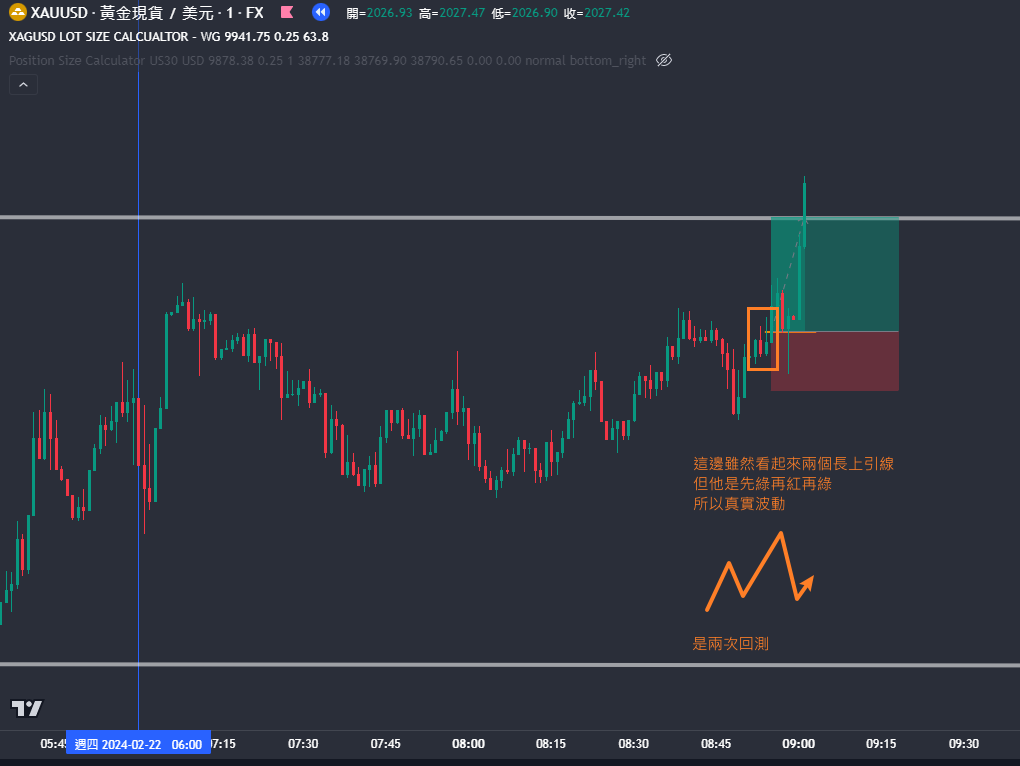 XAUUSD · 黃金現貨 / 美元 · 1 · FX 開=2026.93 高=2027.47 低=2026.90 收=2027.42
XAGUSD LOT SIZE CALCUALTOR - WG 9941.75 0.25 63.8
Position Size Calculator US30 USD 9878.38 0.25 1 38777.18 38769.90 38790.65 0.00 0.00 normal bottom_right
這邊雖然看起來兩個長上引線
但他是先綠再紅再綠
所以真實波動
是兩次回測
05:45 週四 2024-02-22 06:00 07:15 07:30 07:45 08:00 08:15 08:30 08:45 09:00 09:15 09:30